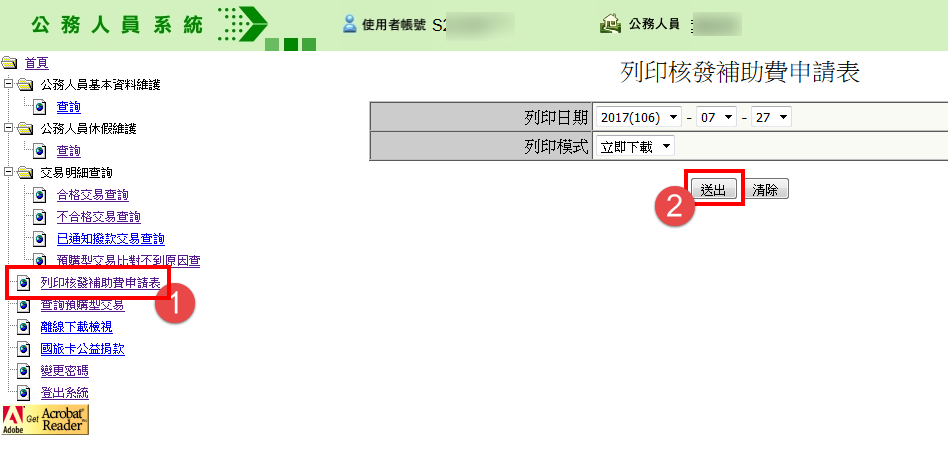 公務人員系統
使用者帳號 S2
公務人員
首頁
公務人員基本資料維護
查詢
公務人員休假維護
查詢
交易明細查詢
合格交易查詢
不合格交易查詢
已通知撥款交易查詢
預購型交易比對不到原因查
列印核發補助費申請表
1
查詢預購型交易
離線下載檢視
國旅卡公益捐款
變更密碼
登出系統
Adobe
Get Acrobat
Reader
列印核發補助費申請表
列印日期 2017(106) - 07 - 27
列印模式 立即下載
2 送出 清除